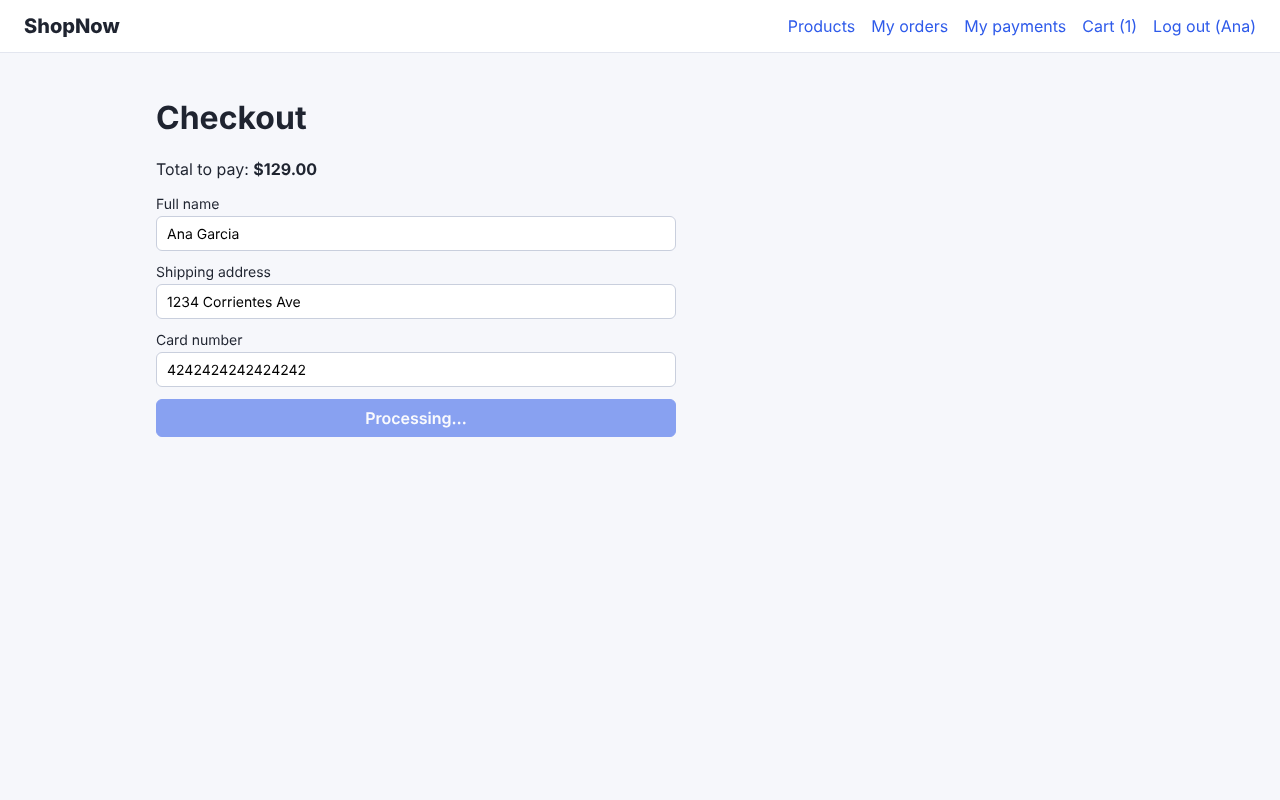 ShopNow
Products My orders My payments Cart (1) Log out (Ana)
Checkout
Total to pay: $129.00
Full name
Ana Garcia
Shipping address
1234 Corrientes Ave
Card number
4242424242424242
Processing...